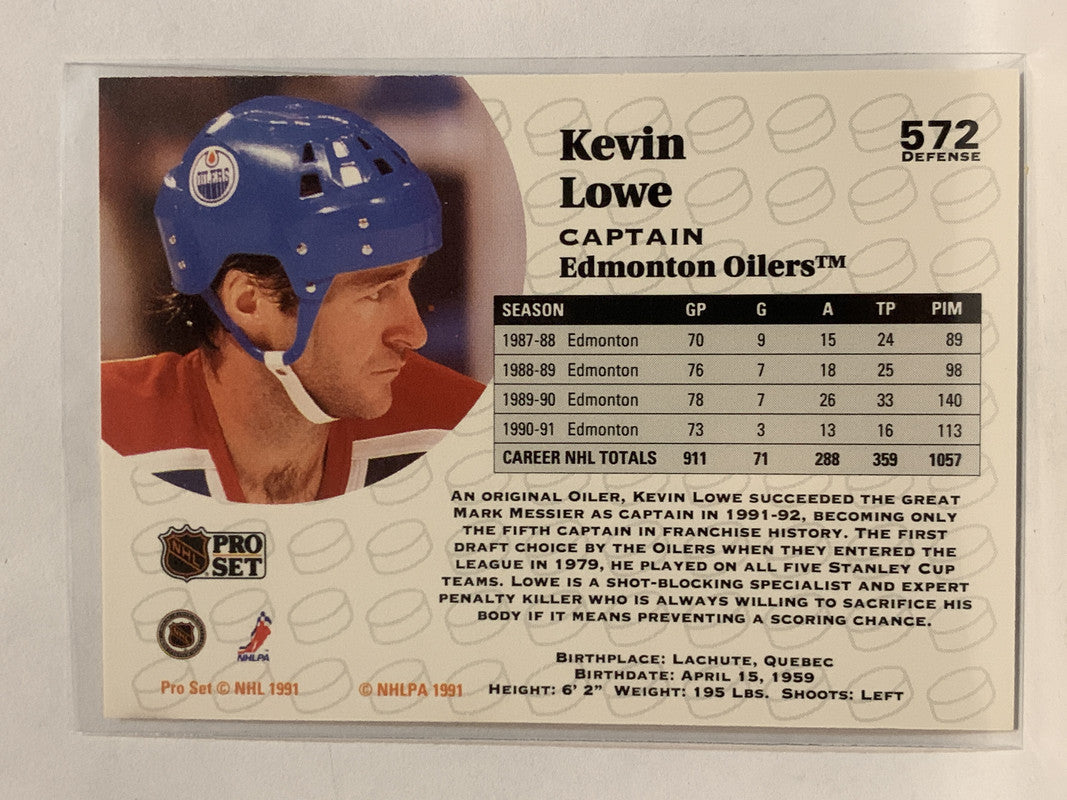 OILERS
Kevin
Lowe
CAPTAIN
Edmonton Oilers™
572
DEFENSE
SEASON GP G A TP PIM
1987-88 Edmonton 70 9 15 24 89
1988-89 Edmonton 76 7 18 25 98
1989-90 Edmonton 78 7 26 33 140
1990-91 Edmonton 73 3 13 16 113
CAREER NHL TOTALS 911 71 288 359 1057
AN ORIGINAL OILER, KEVIN LOWE SUCCEEDED THE GREAT
MARK MESSIER AS CAPTAIN IN 1991-92, BECOMING ONLY
THE FIFTH CAPTAIN IN FRANCHISE HISTORY. THE FIRST
DRAFT CHOICE BY THE OILERS WHEN THEY ENTERED THE
LEAGUE IN 1979, HE PLAYED ON ALL FIVE STANLEY CUP
TEAMS. LOWE IS A SHOT-BLOCKING SPECIALIST AND EXPERT
PENALTY KILLER WHO IS ALWAYS WILLING TO SACRIFICE HIS
BODY IF IT MEANS PREVENTING A SCORING CHANCE.
NHL PRO
SET
NHLPA
BIRTHPLACE: LACHUTE, QUEBEC
BIRTHDATE: APRIL 15, 1959
HEIGHT: 6' 2" WEIGHT: 195 LBS. SHOOTS: LEFT
Pro Set © NHL 1991 © NHLPA 1991